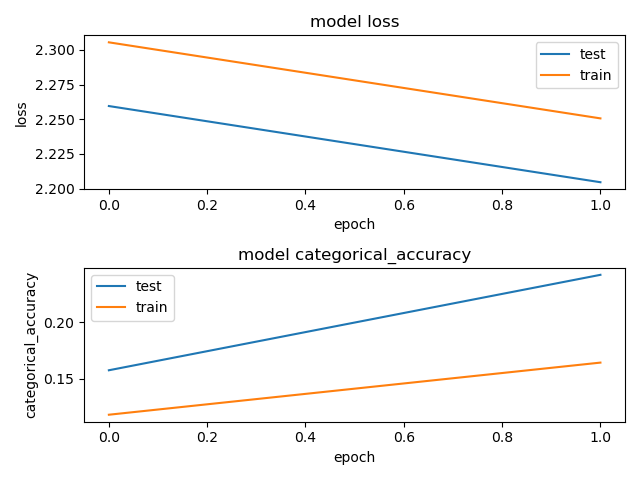 model loss
2.300
2.275
2.250
2.225
2.200
loss
test
train
0.0 0.2 0.4 0.6 0.8 1.0
epoch
model categorical_accuracy
0.20
0.15
categorical_accuracy
test
train
0.0 0.2 0.4 0.6 0.8 1.0
epoch